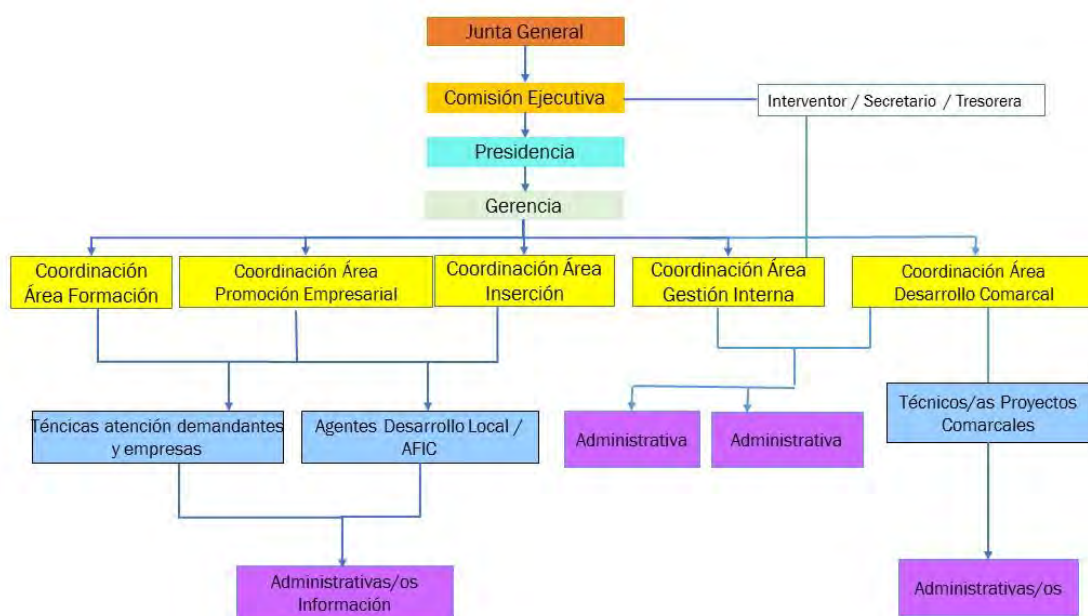 Junta General
Comisión Ejecutiva
Interventor / Secretario / Tresorera
Presidencia
Gerencia
Coordinación
Área Formación
Coordinación Área
Promoción Empresarial
Coordinación Área
Inserción
Coordinación Área
Gestión Interna
Coordinación Área
Desarrollo Comarcal
Téncicas atención demandantes
y empresas
Agentes Desarrollo Local /
AFIC
Administrativa
Administrativa
Técnicos/as Proyectos
Comarcales
Administrativas/os
Información
Administrativas/os